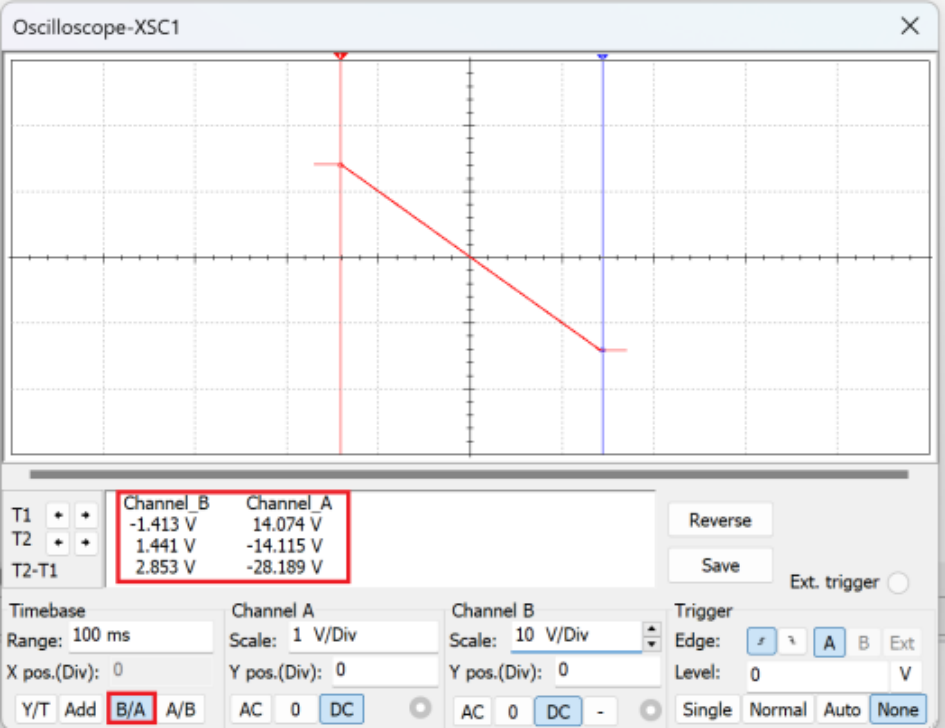 Oscilloscope-XSC1
T1
T2
T2-T1
Channel_B Channel_A
-1.413 V 14.074 V
1.441 V -14.115 V
2.853 V -28.189 V
Reverse
Save
Ext. trigger
Timebase
Range: 100 ms
X pos.(Div): 0
Y/T Add B/A A/B
Channel A
Scale: 1 V/Div
Y pos.(Div): 0
AC 0 DC
Channel B
Scale: 10 V/Div
Y pos.(Div): 0
AC 0 DC -
Trigger
Edge: A B Ext
Level: 0 V
Single Normal Auto None